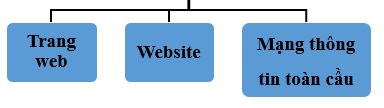 Trang
web
Website
Mạng thông
tin toàn cầu